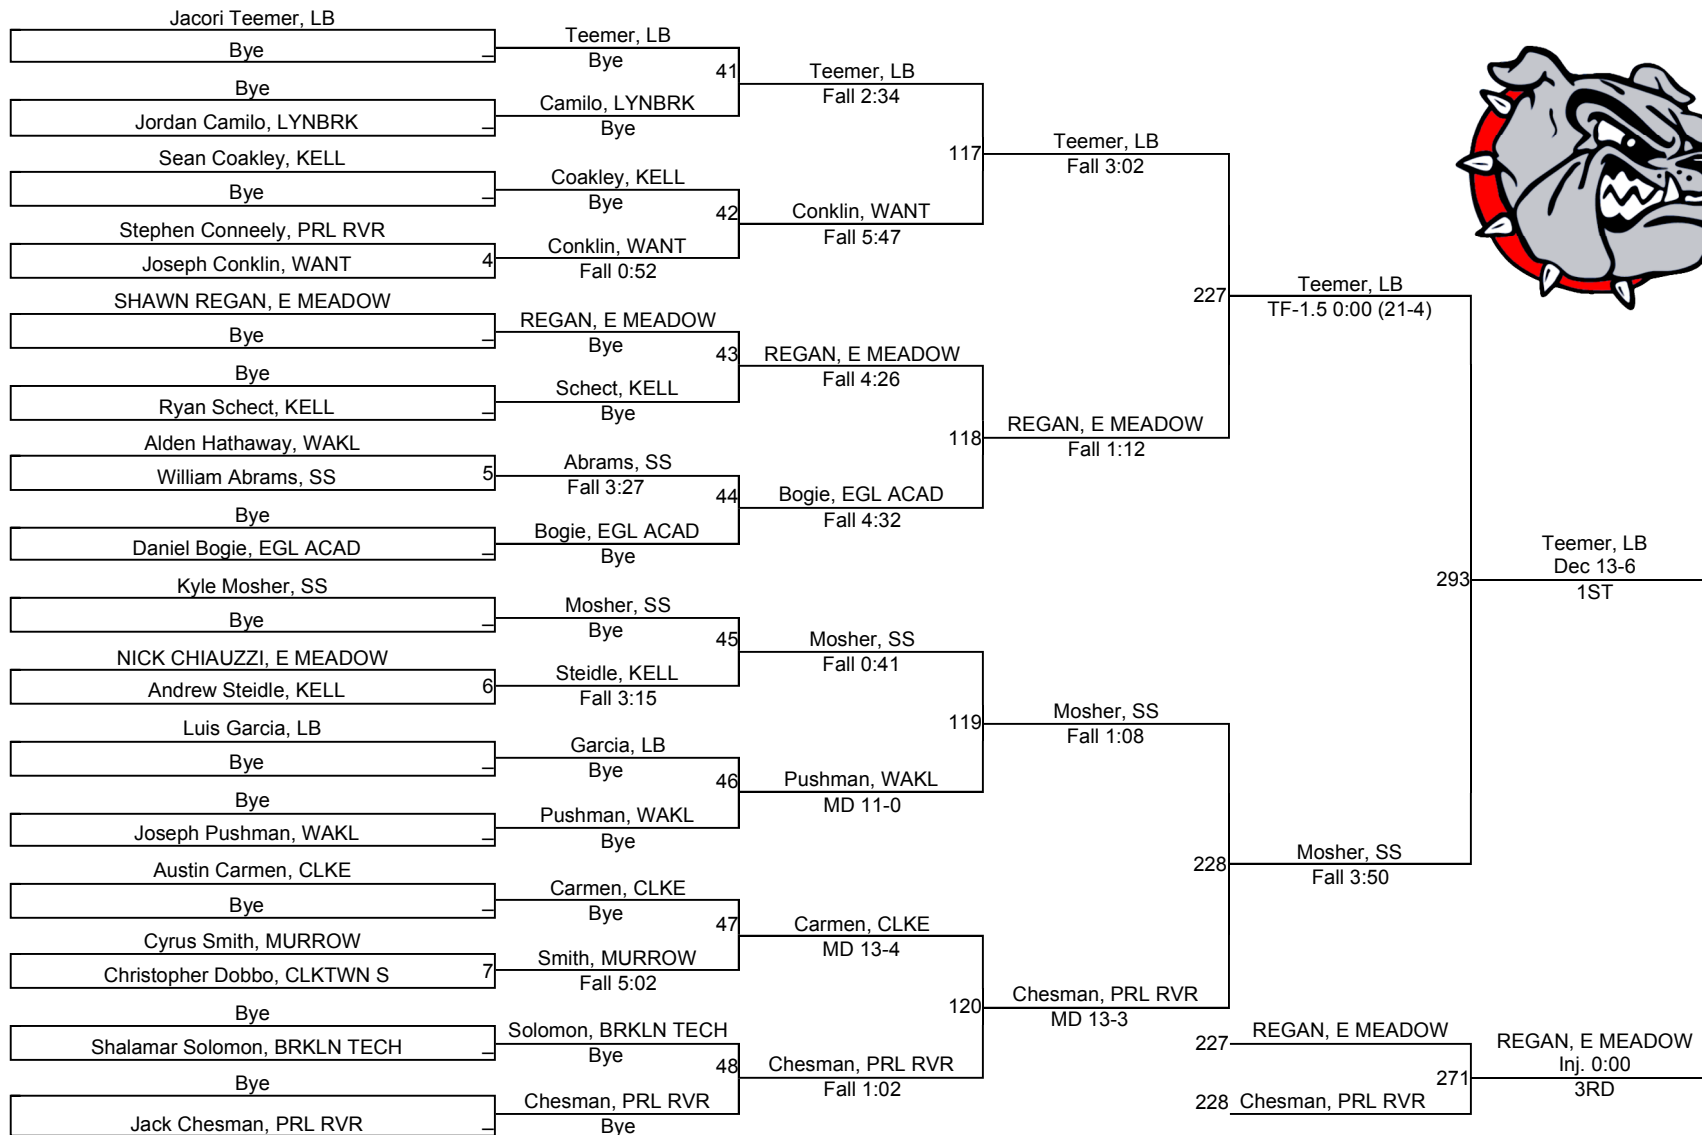 Jacori Teemer, LB
Bye _
Bye
Jordan Camilo, LYNBRK _
Sean Coakley, KELL
Bye _
Stephen Conneely, PRL RVR
Joseph Conklin, WANT 4
SHAWN REGAN, E MEADOW
Bye _
Bye
Ryan Schect, KELL _
Alden Hathaway, WAKL
William Abrams, SS 5
Bye
Daniel Bogie, EGL ACAD _
Kyle Mosher, SS
Bye _
NICK CHIAUZZI, E MEADOW
Andrew Steidle, KELL 6
Luis Garcia, LB
Bye _
Bye
Joseph Pushman, WAKL _
Austin Carmen, CLKE
Bye _
Cyrus Smith, MURROW
Christopher Dobbo, CLKTWN S 7
Bye
Shalamar Solomon, BRKLN TECH _
Bye
Jack Chesman, PRL RVR _
Teemer, LB
Bye
41
Camilo, LYNBRK
Bye
Coakley, KELL
Bye
42
Conklin, WANT
Fall 0:52
REGAN, E MEADOW
Bye
43
Schect, KELL
Bye
Abrams, SS
Fall 3:27
44
Bogie, EGL ACAD
Bye
Mosher, SS
Bye
45
Steidle, KELL
Fall 3:15
Garcia, LB
Bye
46
Pushman, WAKL
Bye
Carmen, CLKE
Bye
47
Smith, MURROW
Fall 5:02
Solomon, BRKLN TECH
Bye
48
Chesman, PRL RVR
Bye
Teemer, LB
Fall 2:34
117
Conklin, WANT
Fall 5:47
REGAN, E MEADOW
Fall 4:26
118
Bogie, EGL ACAD
Fall 4:32
Mosher, SS
Fall 0:41
119
Pushman, WAKL
MD 11-0
Carmen, CLKE
MD 13-4
120
Chesman, PRL RVR
Fall 1:02
Teemer, LB
Fall 3:02
227
REGAN, E MEADOW
Fall 1:12
Mosher, SS
Fall 1:08
228
Chesman, PRL RVR
MD 13-3
Teemer, LB
TF-1.5 0:00 (21-4)
293
Mosher, SS
Fall 3:50
Teemer, LB
Dec 13-6
1ST
227 REGAN, E MEADOW
271
228 Chesman, PRL RVR
REGAN, E MEADOW
Inj. 0:00
3RD